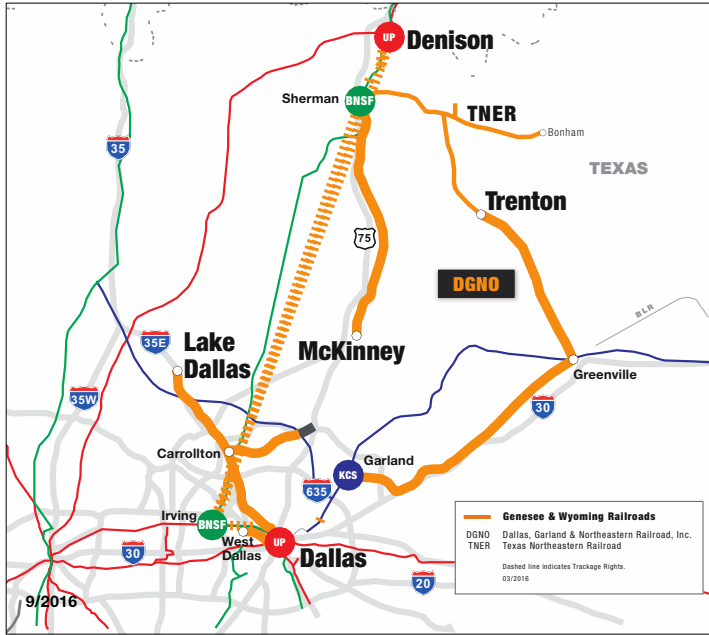 UP
Denison
Sherman
BNSF
TNER
Bonham
35
TEXAS
Trenton
75
DGNO
BLR
35E
Lake
Dallas
McKinney
Greenville
35W
30
Carrollton
Garland
KCS
635
Irving
BNSF
West
Dallas
UP
Dallas
30
20
9/2016
Genesee & Wyoming Railroads
DGNO Dallas, Garland & Northeastern Railroad, Inc.
TNER Texas Northeastern Railroad
Dashed line indicates Trackage Rights.
03/2016